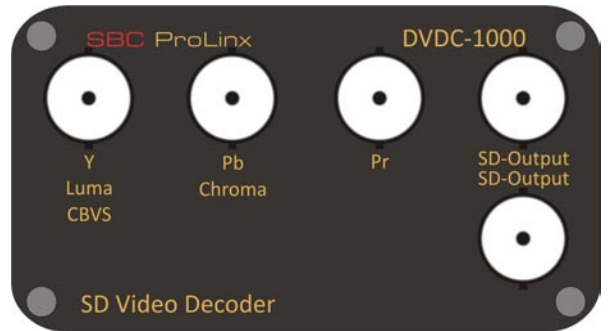 SBC ProLinx
DVDC-1000
Y
Pb
Pr
SD-Output
Luma
Chroma
SD-Output
CBVS
SD Video Decoder